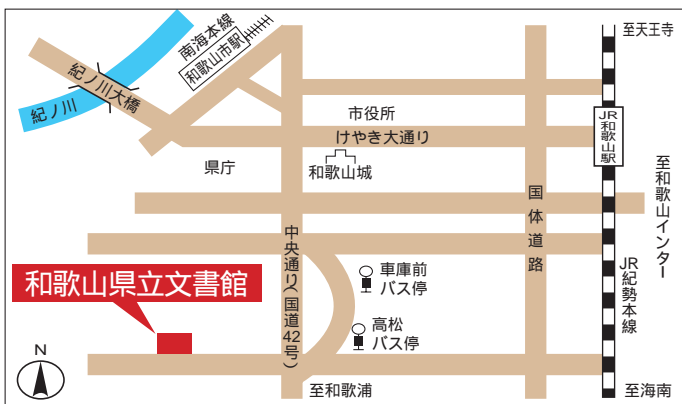 至天王寺
南海本線
和歌山市駅
紀ノ川大橋
紀ノ川
市役所
けやき大通り
JR和歌山駅
県庁
和歌山城
至和歌山インター
国体道路
中央通り(国道42号)
車庫前
バス停
JR紀勢本線
和歌山県立文書館
高松
バス停
N
至和歌浦
至海南